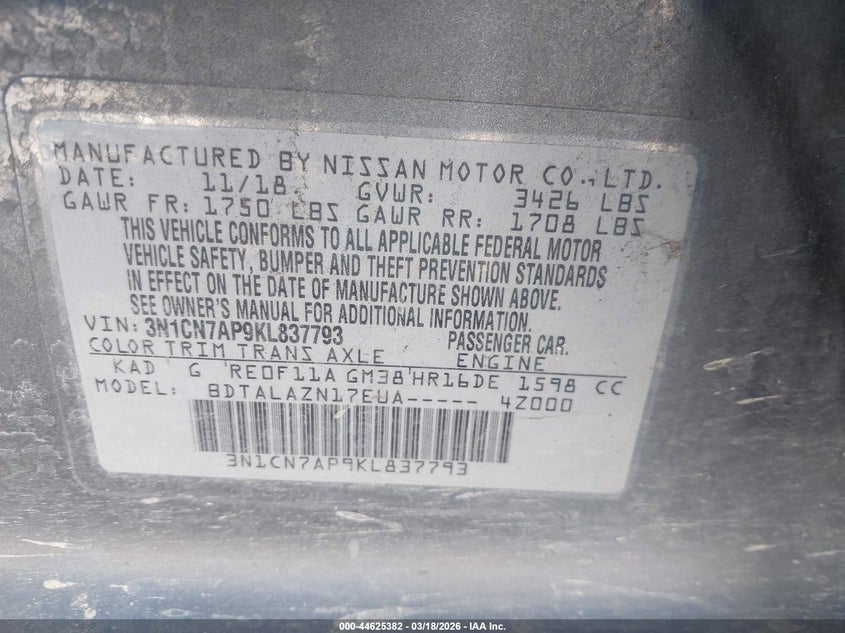 MANUFACTURED BY NISSAN MOTOR CO.,LTD.
DATE: 11/18 GVWR: 3426 LBS
GAWR FR: 1750 LBS GAWR RR: 1708 LBS
THIS VEHICLE CONFORMS TO ALL APPLICABLE FEDERAL MOTOR
VEHICLE SAFETY, BUMPER AND THEFT PREVENTION STANDARDS
IN EFFECT ON THE DATE OF MANUFACTURE SHOWN ABOVE.
SEE OWNER'S MANUAL FOR ADDITIONAL INFORMATION.
VIN: 3N1CN7AP9KL837793 PASSENGER CAR.
COLOR TRIM TRANS AXLE ENGINE
KAD G RE0F11A GM38 HR16DE 1598 CC
MODEL: BDTALAZN17EUA----- 4Z000
3N1CN7AP9KL837793
000-44625382 - 03/18/2026 - IAA Inc.